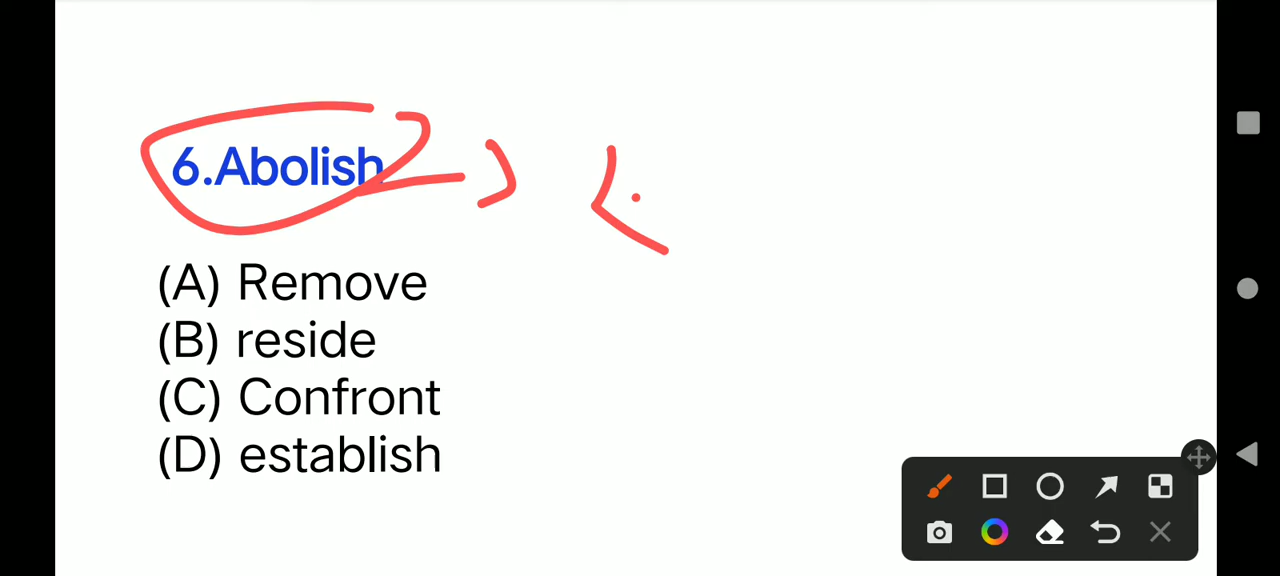 6.Abolish
(A) Remove
(B) reside
(C) Confront
(D) establish